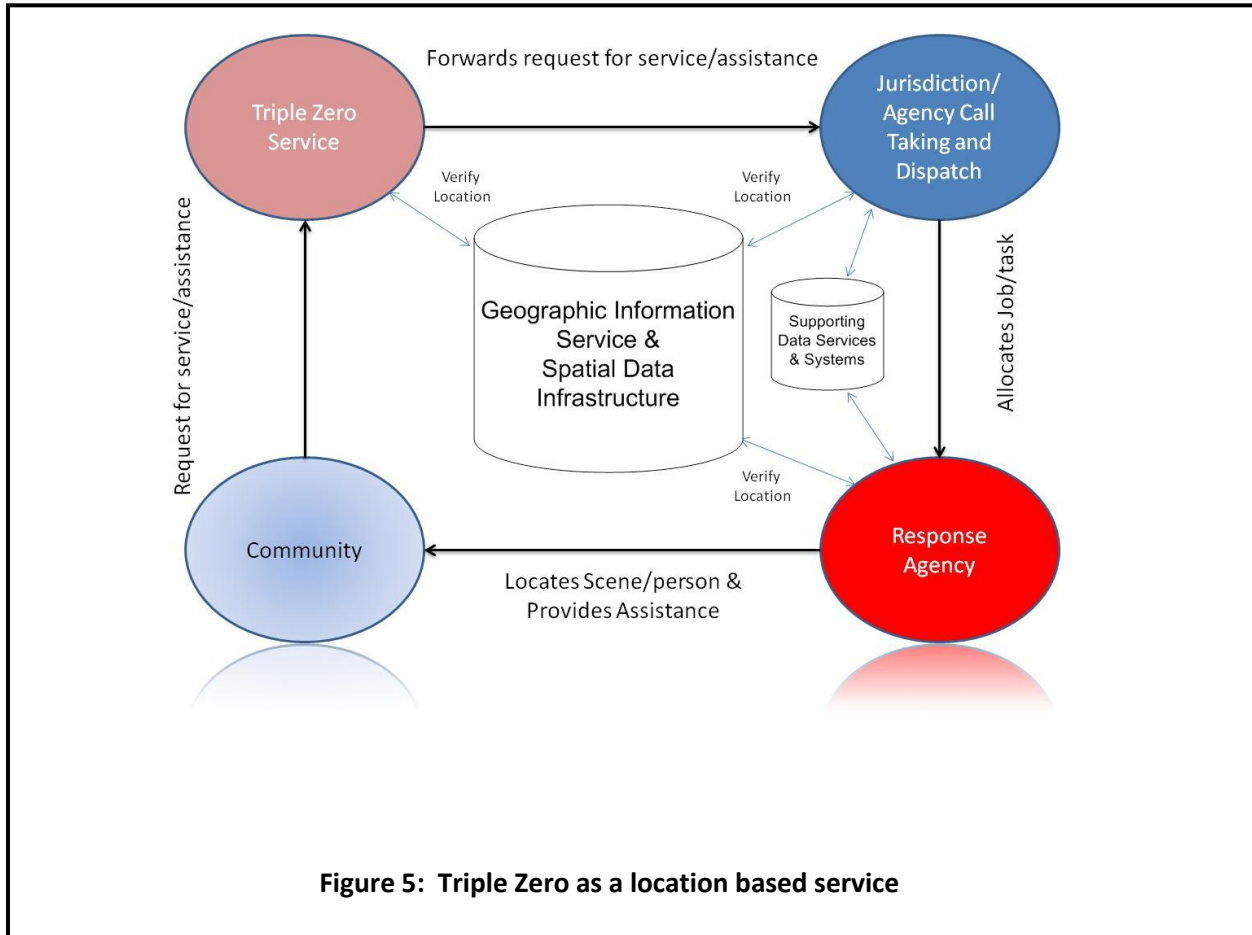 Forwards request for service/assistance
Triple Zero
Service
Jurisdiction/
Agency Call
Taking and
Dispatch
Verify
Location
Verify
Location
Request for service/assistance
Geographic Information
Service &
Spatial Data
Infrastructure
Supporting
Data Services
& Systems
Allocates Job/task
Verify
Location
Community
Response
Agency
Locates Scene/person &
Provides Assistance
Figure 5: Triple Zero as a location based service